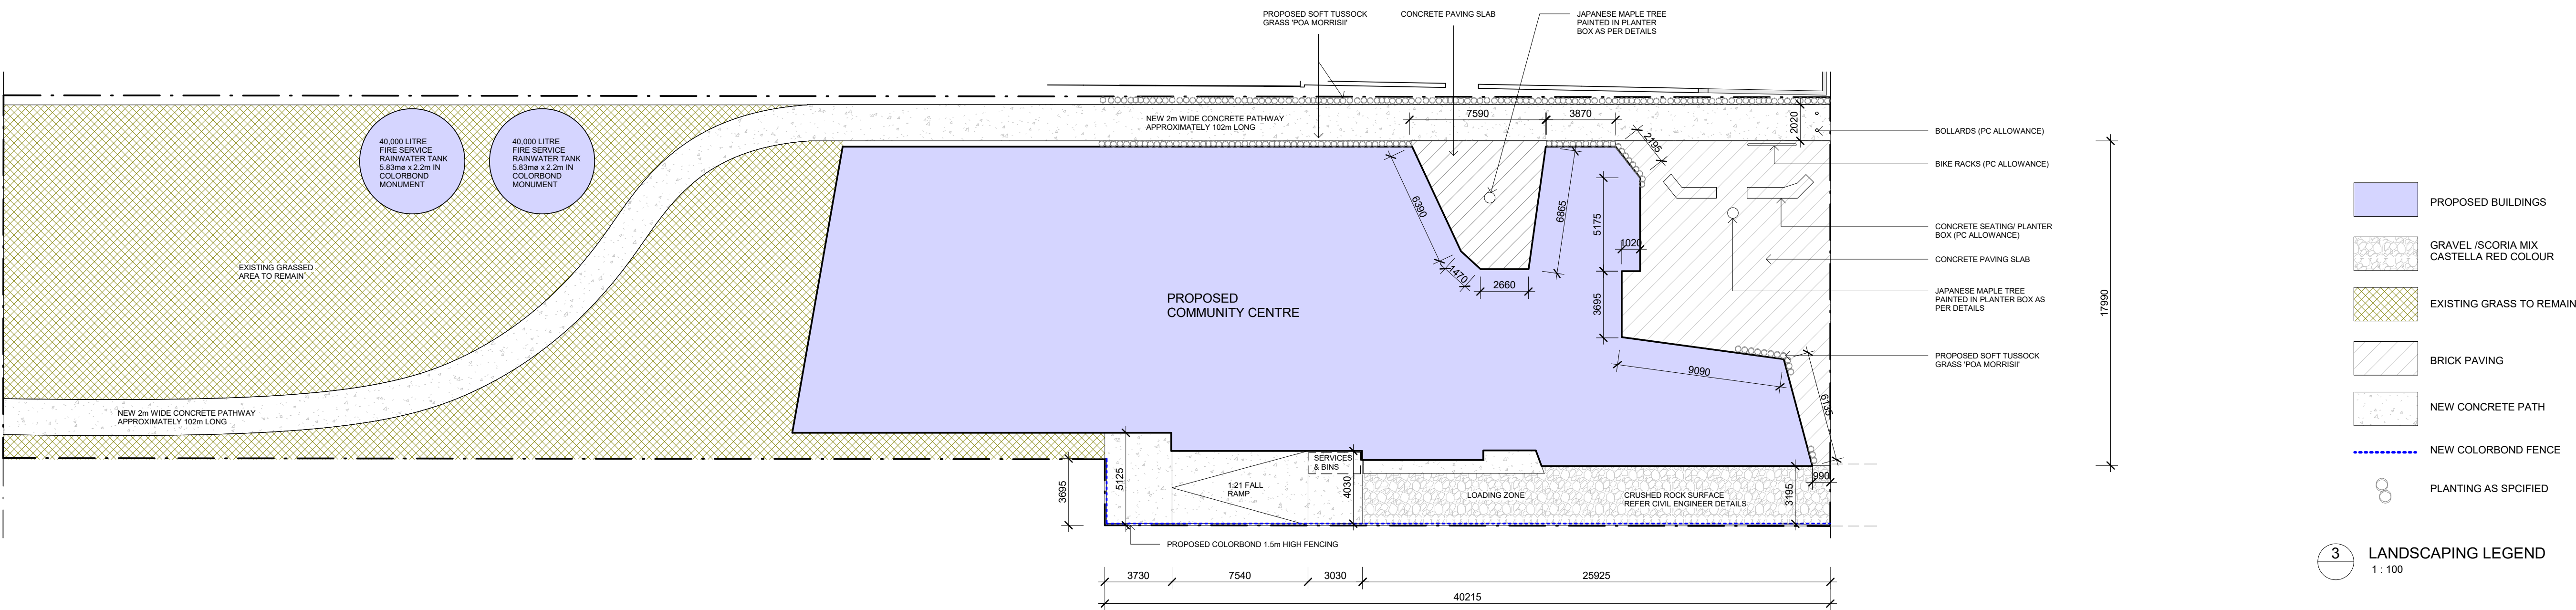 PROPOSED SOFT TUSSOCK
GRASS 'POA MORRISII'
CONCRETE PAVING SLAB
JAPANESE MAPLE TREE
PAINTED IN PLANTER
BOX AS PER DETAILS
40,000 LITRE
FIRE SERVICE
RAINWATER TANK
5.83mø x 2.2m IN
COLORBOND
MONUMENT
40,000 LITRE
FIRE SERVICE
RAINWATER TANK
5.83mø x 2.2m IN
COLORBOND
MONUMENT
NEW 2m WIDE CONCRETE PATHWAY
APPROXIMATELY 102m LONG
7590
3870
2020
2195
6390
1470
2660
6865
5175
1020
3695
9090
6135
17990
EXISTING GRASSED
AREA TO REMAIN
PROPOSED
COMMUNITY CENTRE
NEW 2m WIDE CONCRETE PATHWAY
APPROXIMATELY 102m LONG
BOLLARDS (PC ALLOWANCE)
BIKE RACKS (PC ALLOWANCE)
CONCRETE SEATING/ PLANTER
BOX (PC ALLOWANCE)
CONCRETE PAVING SLAB
JAPANESE MAPLE TREE
PAINTED IN PLANTER BOX AS
PER DETAILS
PROPOSED SOFT TUSSOCK
GRASS 'POA MORRISII'
3695
5125
1:21 FALL
RAMP
SERVICES
& BINS
4030
LOADING ZONE
CRUSHED ROCK SURFACE
REFER CIVIL ENGINEER DETAILS
3195
990
PROPOSED COLORBOND 1.5m HIGH FENCING
3730
7540
3030
25925
40215
PROPOSED BUILDINGS
GRAVEL /SCORIA MIX
CASTELLA RED COLOUR
EXISTING GRASS TO REMAIN
BRICK PAVING
NEW CONCRETE PATH
NEW COLORBOND FENCE
PLANTING AS SPCIFIED
3
LANDSCAPING LEGEND
1 : 100